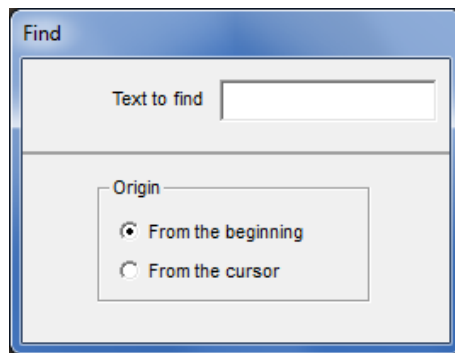 Find
Text to find
Origin
From the beginning
From the cursor